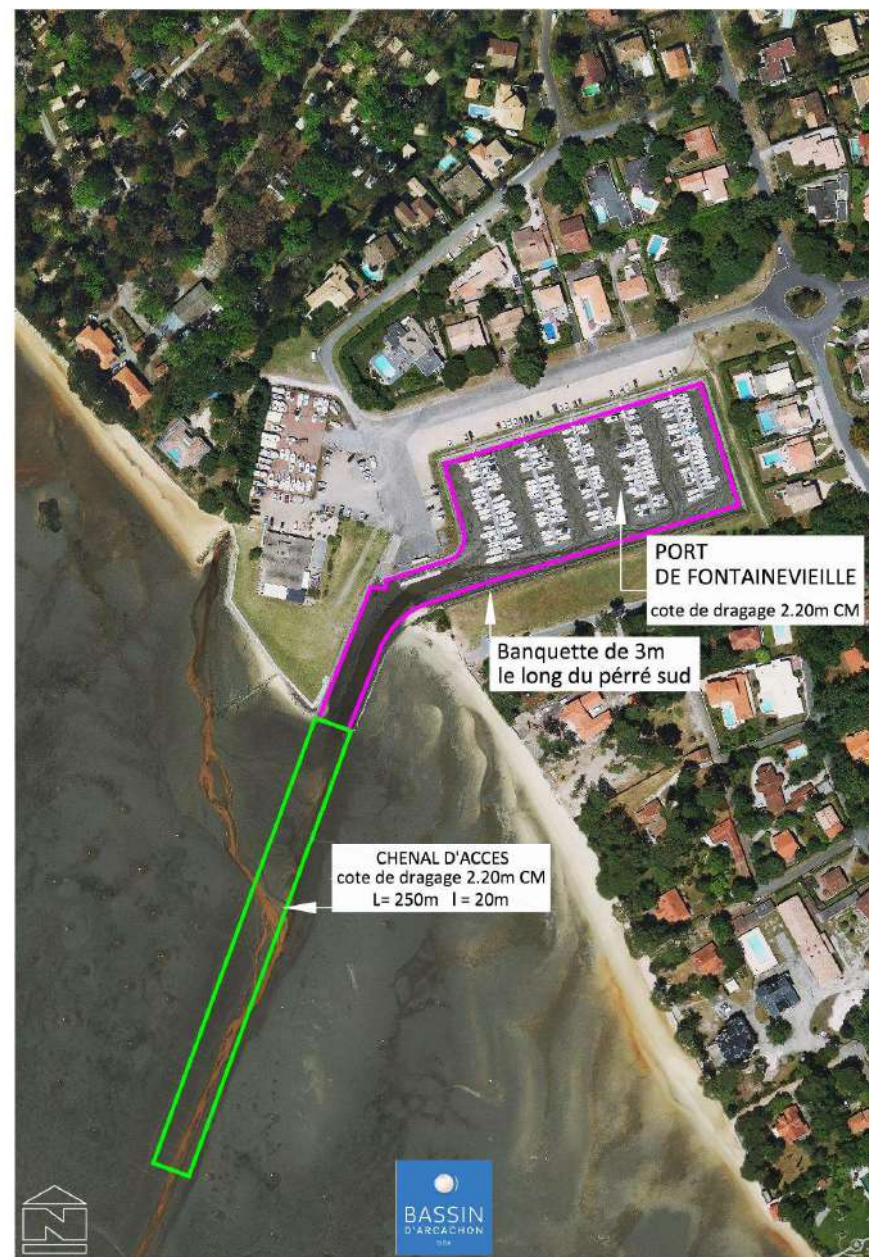 PORT
DE FONTAINEVIEILLE
cote de dragage 2.20m CM
Banquette de 3m
le long du pérré sud
CHENAL D'ACCES
cote de dragage 2.20m CM
L= 250m l = 20m
N
BASSIN
D'ARCACHON